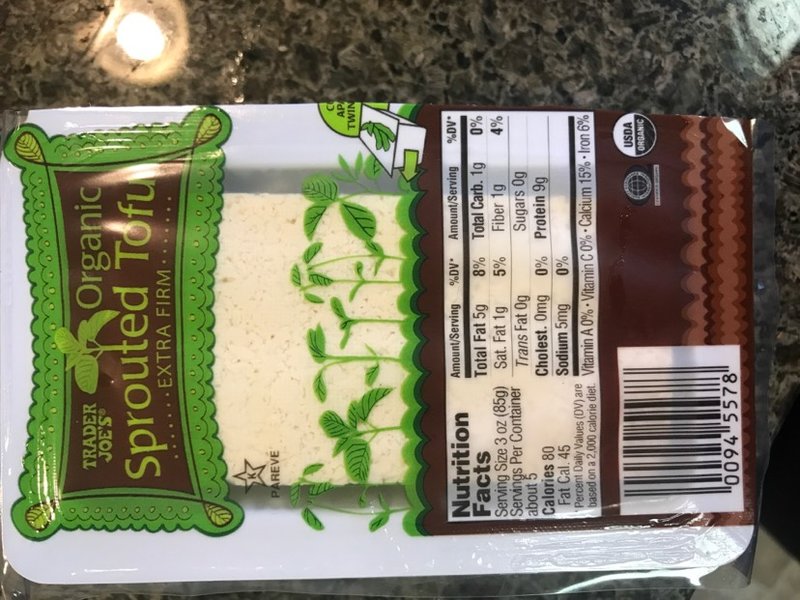 TRADER
JOE'S®
Organic
Sprouted Tofu
EXTRA FIRM
TWIN
K
PAREVE
Nutrition
Facts
Serving Size 3 oz (85g)
Servings Per Container
about 5
Calories 80
Fat Cal. 45
Percent Daily Values (DV) are
based on a 2,000 calorie diet.
Amount/Serving %DV* Amount/Serving %DV*
Total Fat 5g 8% Total Carb. 1g 0%
Sat. Fat 1g 5% Fiber 1g 4%
Trans Fat 0g Sugars 0g
Cholest. 0mg 0% Protein 9g
Sodium 5mg 0%
Vitamin A 0% • Vitamin C 0% • Calcium 15% • Iron 6%
USDA
ORGANIC
0094 5578